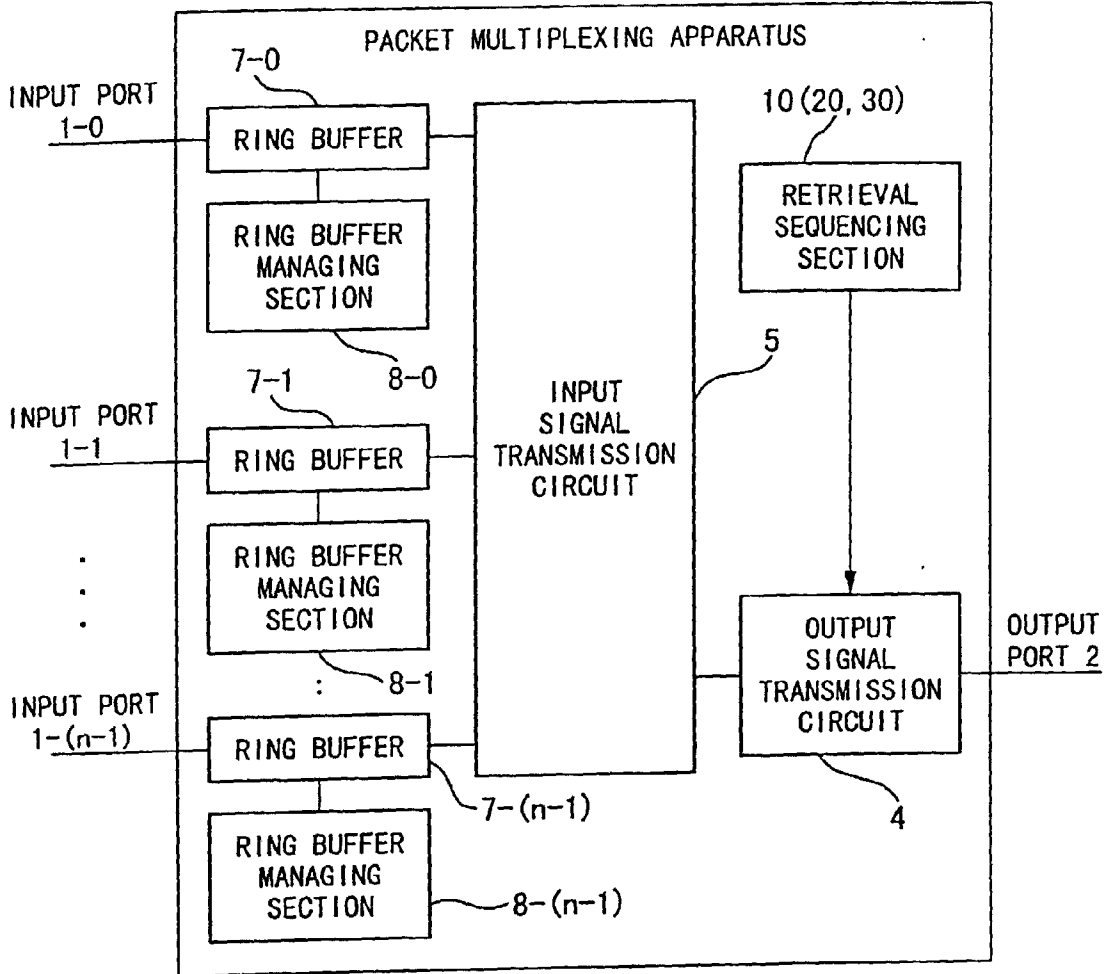 PACKET MULTIPLEXING APPARATUS
7-0
INPUT PORT
1-0
RING BUFFER
RING BUFFER
MANAGING
SECTION
8-0
10(20, 30)
RETRIEVAL
SEQUENCING
SECTION
5
INPUT
SIGNAL
TRANSMISSION
CIRCUIT
7-1
INPUT PORT
1-1
RING BUFFER
RING BUFFER
MANAGING
SECTION
8-1
OUTPUT
SIGNAL
TRANSMISSION
CIRCUIT
OUTPUT
PORT 2
4
INPUT PORT
1-(n-1)
RING BUFFER
7-(n-1)
RING BUFFER
MANAGING
SECTION
8-(n-1)